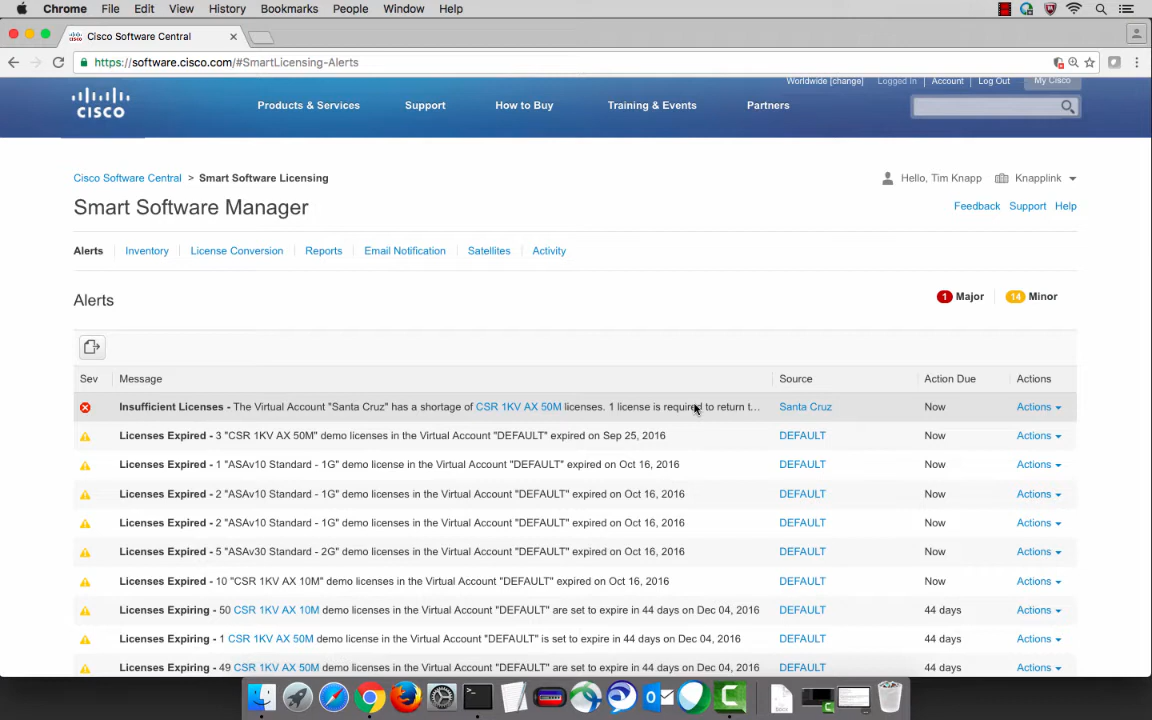 Chrome File Edit View History Bookmarks People Window Help
Cisco Software Central
https://software.cisco.com/#SmartLicensing-Alerts
Worldwide [change] Logged In Account Log Out My Cisco
CISCO
Products & Services Support How to Buy Training & Events Partners
Cisco Software Central > Smart Software Licensing
Hello, Tim Knapp Knapplink
Smart Software Manager
Feedback Support Help
Alerts Inventory License Conversion Reports Email Notification Satellites Activity
Alerts
1 Major 14 Minor
Sev Message Source Action Due Actions
Insufficient Licenses - The Virtual Account "Santa Cruz" has a shortage of CSR 1KV AX 50M licenses. 1 license is required to return t... Santa Cruz Now Actions
Licenses Expired - 3 "CSR 1KV AX 50M" demo licenses in the Virtual Account "DEFAULT" expired on Sep 25, 2016 DEFAULT Now Actions
Licenses Expired - 1 "ASAv10 Standard - 1G" demo license in the Virtual Account "DEFAULT" expired on Oct 16, 2016 DEFAULT Now Actions
Licenses Expired - 2 "ASAv10 Standard - 1G" demo licenses in the Virtual Account "DEFAULT" expired on Oct 16, 2016 DEFAULT Now Actions
Licenses Expired - 2 "ASAv10 Standard - 1G" demo licenses in the Virtual Account "DEFAULT" expired on Oct 16, 2016 DEFAULT Now Actions
Licenses Expired - 5 "ASAv30 Standard - 2G" demo licenses in the Virtual Account "DEFAULT" expired on Oct 16, 2016 DEFAULT Now Actions
Licenses Expired - 10 "CSR 1KV AX 10M" demo licenses in the Virtual Account "DEFAULT" expired on Oct 16, 2016 DEFAULT Now Actions
Licenses Expiring - 50 CSR 1KV AX 10M demo licenses in the Virtual Account "DEFAULT" are set to expire in 44 days on Dec 04, 2016 DEFAULT 44 days Actions
Licenses Expiring - 1 CSR 1KV AX 50M demo license in the Virtual Account "DEFAULT" is set to expire in 44 days on Dec 04, 2016 DEFAULT 44 days Actions
Licenses Expiring - 49 CSR 1KV AX 50M demo licenses in the Virtual Account "DEFAULT" are set to expire in 44 days on Dec 04, 2016 DEFAULT 44 days Actions